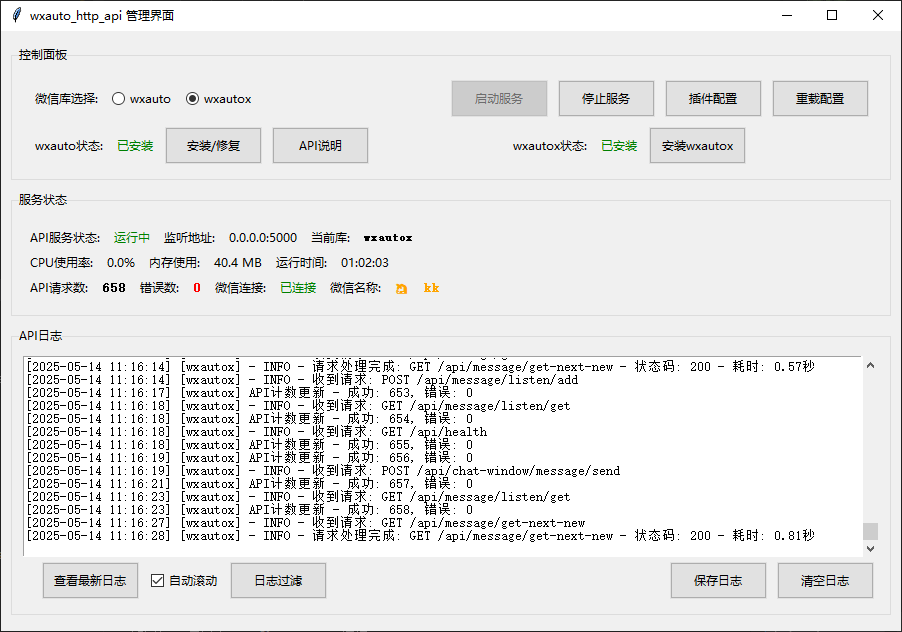 wxauto_http_api 管理界面
控制面板
微信库选择: wxauto wxautox 启动服务 停止服务 插件配置 重载配置
wxauto状态: 已安装 安装/修复 API说明 wxautox状态: 已安装 安装wxautox
服务状态
API服务状态: 运行中 监听地址: 0.0.0.0:5000 当前库: wxautox
CPU使用率: 0.0% 内存使用: 40.4 MB 运行时间: 01:02:03
API请求数: 658 错误数: 0 微信连接: 已连接 微信名称: kk
API日志
[2025-05-14 11:16:14] [wxautox] - INFO - 请求处理完成: GET /api/message/get-next-new - 状态码: 200 - 耗时: 0.57秒
[2025-05-14 11:16:14] [wxautox] - INFO - 收到请求: POST /api/message/listen/add
[2025-05-14 11:16:17] [wxautox] API计数更新 - 成功: 653, 错误: 0
[2025-05-14 11:16:18] [wxautox] - INFO - 收到请求: GET /api/message/listen/get
[2025-05-14 11:16:18] [wxautox] API计数更新 - 成功: 654, 错误: 0
[2025-05-14 11:16:18] [wxautox] - INFO - 收到请求: GET /api/health
[2025-05-14 11:16:18] [wxautox] API计数更新 - 成功: 655, 错误: 0
[2025-05-14 11:16:19] [wxautox] API计数更新 - 成功: 656, 错误: 0
[2025-05-14 11:16:19] [wxautox] - INFO - 收到请求: POST /api/chat-window/message/send
[2025-05-14 11:16:21] [wxautox] API计数更新 - 成功: 657, 错误: 0
[2025-05-14 11:16:23] [wxautox] - INFO - 收到请求: GET /api/message/listen/get
[2025-05-14 11:16:23] [wxautox] API计数更新 - 成功: 658, 错误: 0
[2025-05-14 11:16:27] [wxautox] - INFO - 收到请求: GET /api/message/get-next-new
[2025-05-14 11:16:28] [wxautox] - INFO - 请求处理完成: GET /api/message/get-next-new - 状态码: 200 - 耗时: 0.81秒
查看最新日志 自动滚动 日志过滤 保存日志 清空日志